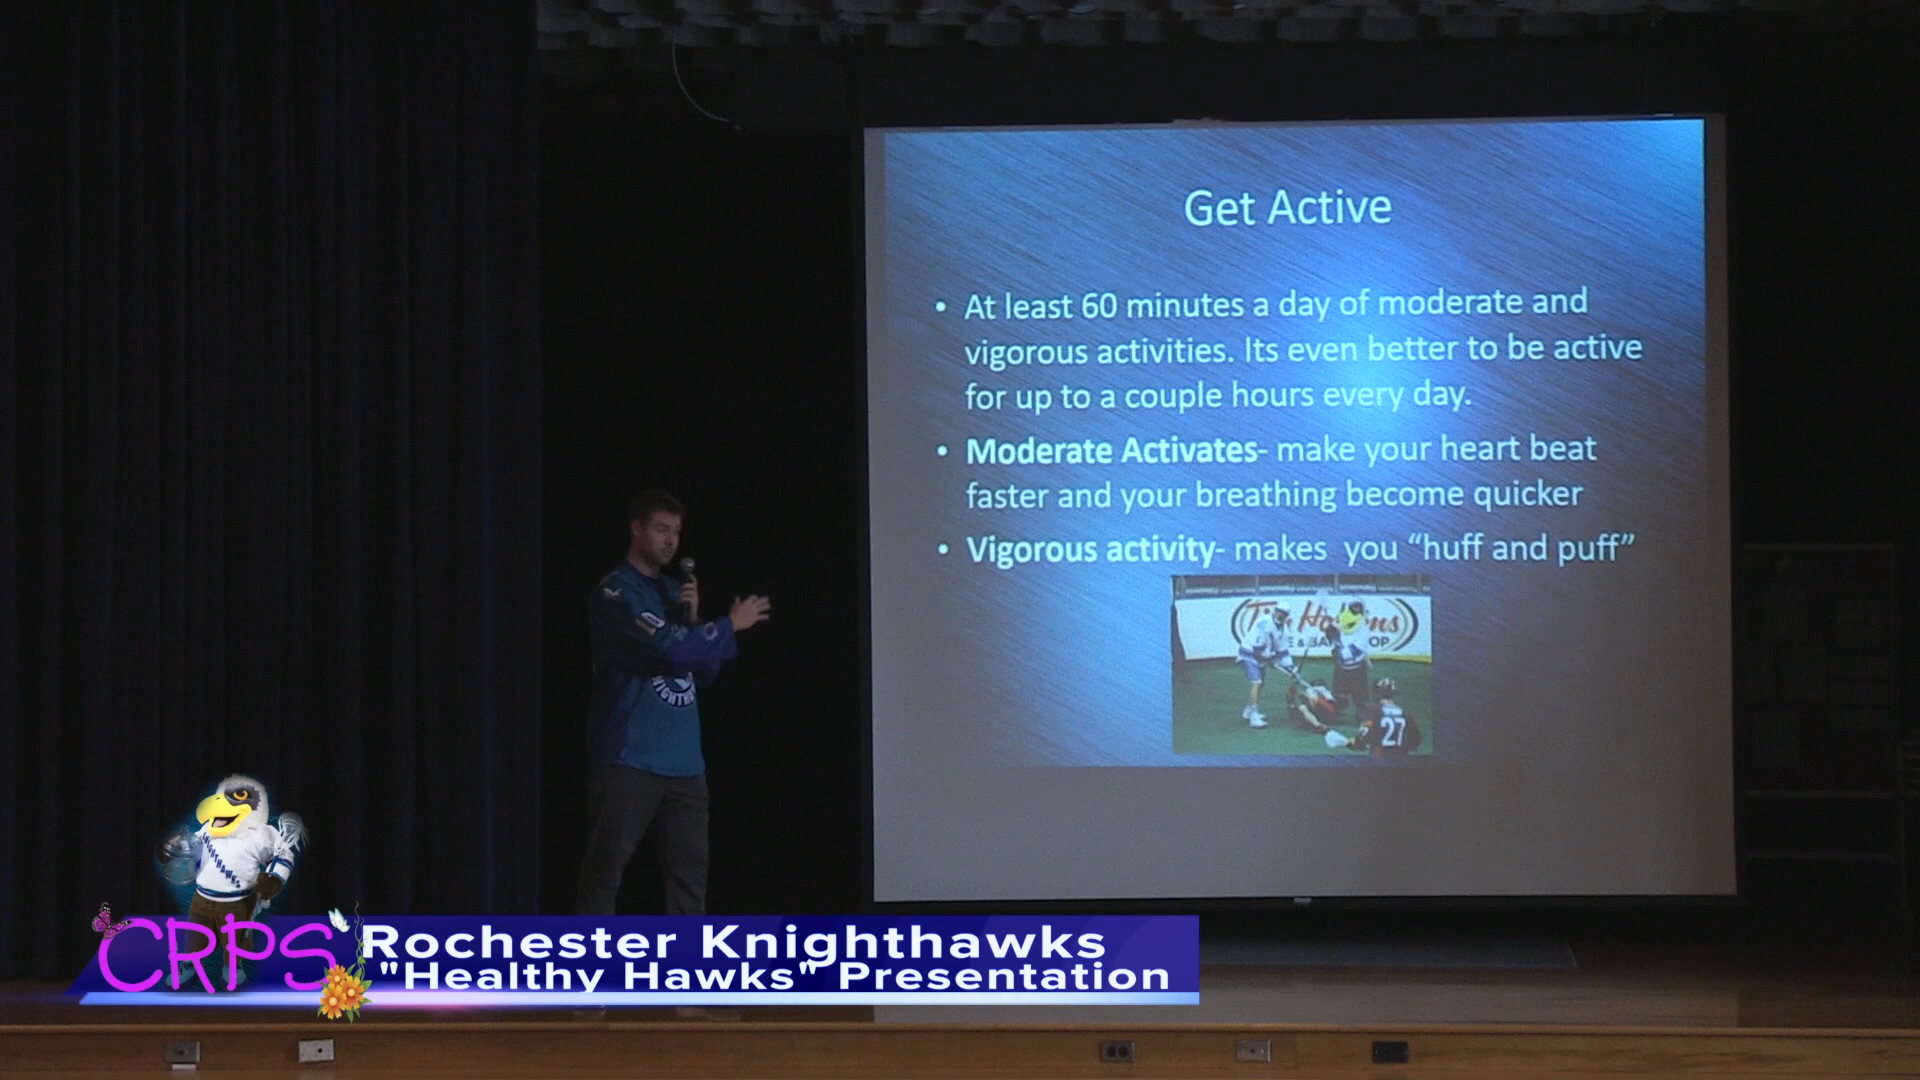 Get Active
• At least 60 minutes a day of moderate and
vigorous activities. Its even better to be active
for up to a couple hours every day.
• Moderate Activates- make your heart beat
faster and your breathing become quicker
• Vigorous activity- makes you “huff and puff”
27
KNIGHTHAWKS
CRPS
Rochester Knighthawks
"Healthy Hawks" Presentation